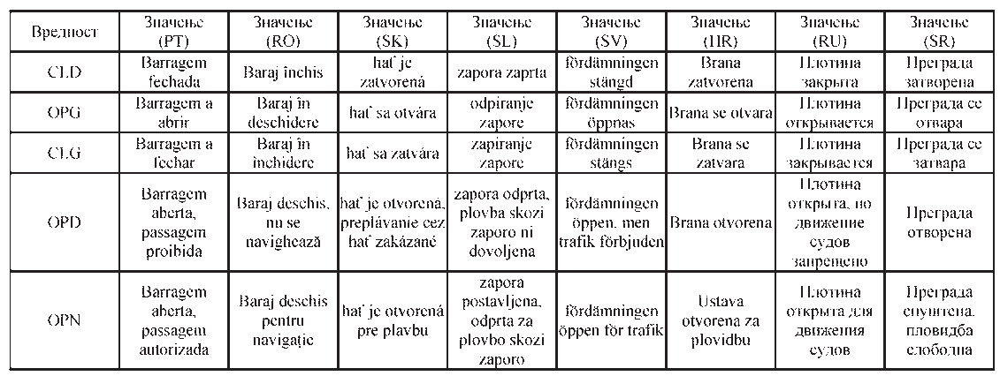 Вредност
Значење
(PT)
Значење
(RO)
Значење
(SK)
Значење
(SL)
Значење
(SV)
Значење
(HR)
Значење
(RU)
Значење
(SR)
CLD
Barragem
fechada
Baraj închis
hať je
zatvorená
zapora zaprta
fördämningen
stängd
Brana
zatvorena
Плотина
закрыта
Преграда
затворена
OPG
Barragem a
abrir
Baraj în
deschidere
hať sa otvára
odpiranje
zapore
fördämningen
öppnas
Brana se otvara
Плотина
открывается
Преграда се
отвара
CLG
Barragem a
fechar
Baraj în
închidere
hať sa zatvára
zapiranje
zapore
fördämningen
stängs
Brana se
zatvara
Плотина
закрывается
Преграда се
затвара
OPD
Barragem
aberta,
passagem
proibida
Baraj deschis,
nu se
navighează
hať je otvorená,
preplávanie cez
hať zakázané
zapora odprta,
plovba skozi
zaporo ni
dovoljena
fördämningen
öppen. men
trafik förbjuden
Brana otvorena
Плотина
открыта, но
движение
судов
запрещено
Преграда
отворена
OPN
Barragem
aberta,
passagem
autorizada
Baraj deschis
pentru
navigație
hať je otvorená
pre plavbu
zapora
postavljena,
odprta za
plovbo skozi
zaporo
fördämningen
öppen för trafik
Ustava
otvorena za
plovidbu
Плотина
открыта для
движения
судов
Преграда
спуштена.
пловидба
слободна